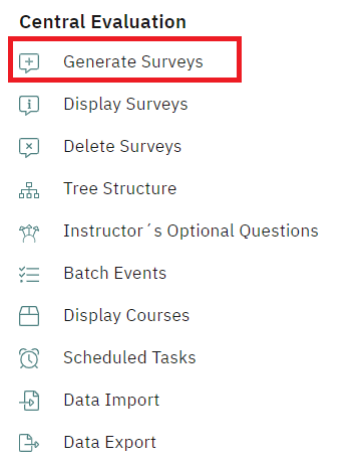 Central Evaluation
Generate Surveys
Display Surveys
Delete Surveys
Tree Structure
Instructor´s Optional Questions
Batch Events
Display Courses
Scheduled Tasks
Data Import
Data Export